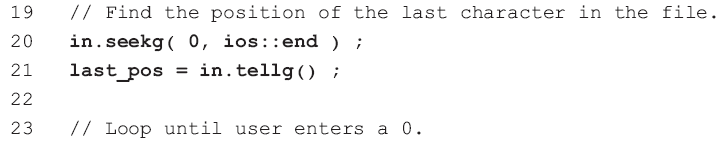 19 // Find the position of the last character in the file.
20 in.seekg( 0, ios::end ) ;
21 last_pos = in.tellg() ;
22
23 // Loop until user enters a 0.